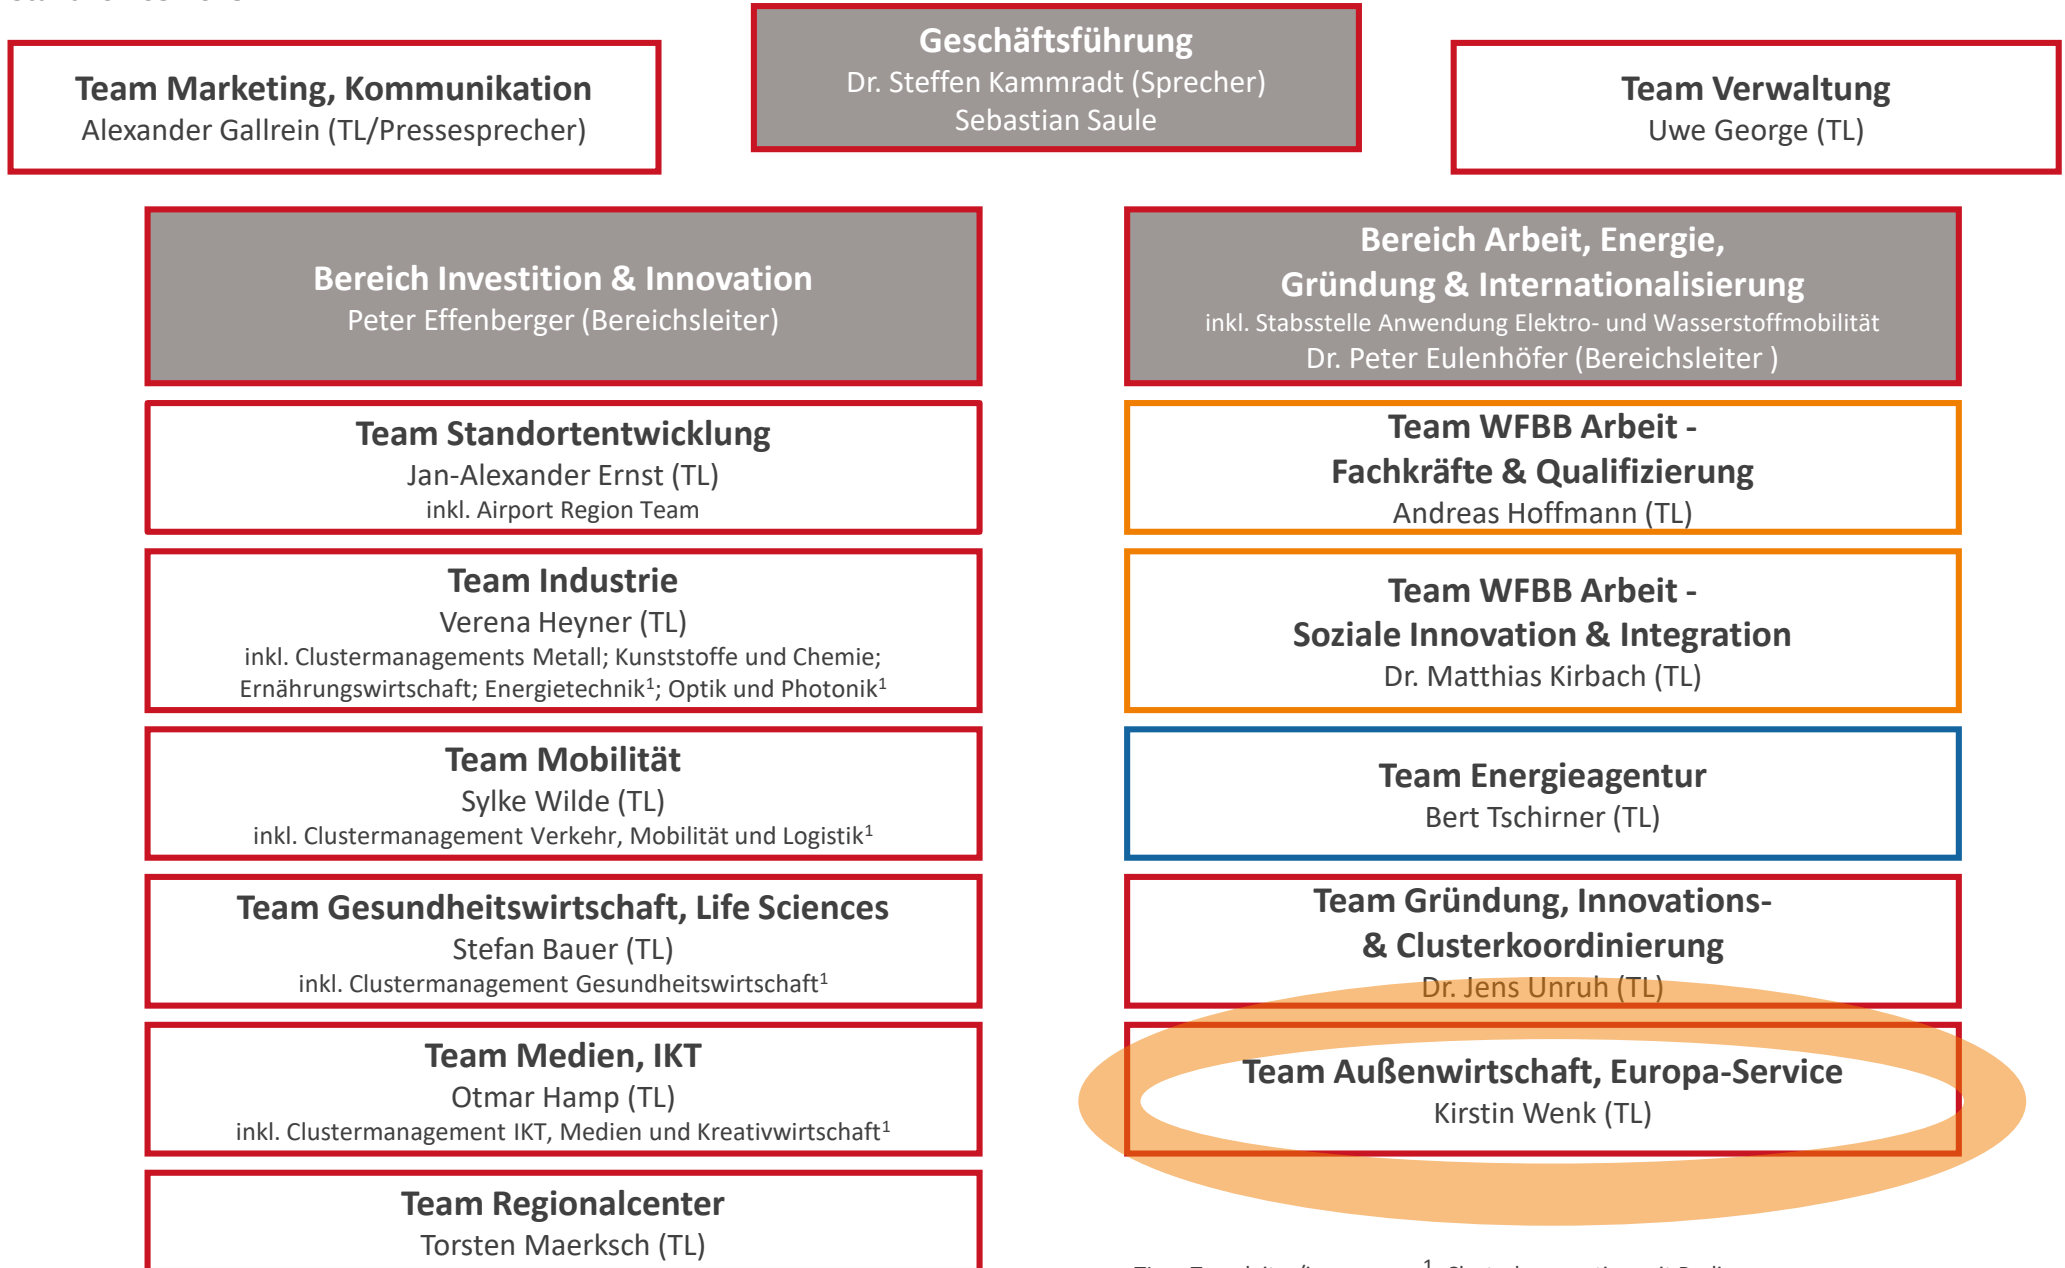 Geschäftsführung
Dr. Steffen Kammradt (Sprecher)
Sebastian Saule
Team Marketing, Kommunikation
Alexander Gallrein (TL/Pressesprecher)
Team Verwaltung
Uwe George (TL)
Bereich Investition & Innovation
Peter Effenberger (Bereichsleiter)
Team Standortentwicklung
Jan-Alexander Ernst (TL)
inkl. Airport Region Team
Team Industrie
Verena Heyner (TL)
inkl. Clustermanagements Metall; Kunststoffe und Chemie;
Ernährungswirtschaft; Energietechnik¹; Optik und Photonik¹
Team Mobilität
Sylke Wilde (TL)
inkl. Clustermanagement Verkehr, Mobilität und Logistik¹
Team Gesundheitswirtschaft, Life Sciences
Stefan Bauer (TL)
inkl. Clustermanagement Gesundheitswirtschaft¹
Team Medien, IKT
Otmar Hamp (TL)
inkl. Clustermanagement IKT, Medien und Kreativwirtschaft¹
Team Regionalcenter
Torsten Maerksch (TL)
Bereich Arbeit, Energie,
Gründung & Internationalisierung
inkl. Stabsstelle Anwendung Elektro- und Wasserstoffmobilität
Dr. Peter Eulenhöfer (Bereichsleiter )
Team WFBB Arbeit -
Fachkräfte & Qualifizierung
Andreas Hoffmann (TL)
Team WFBB Arbeit -
Soziale Innovation & Integration
Dr. Matthias Kirbach (TL)
Team Energieagentur
Bert Tschirner (TL)
Team Gründung, Innovations-
& Clusterkoordinierung
Dr. Jens Unruh (TL)
Team Außenwirtschaft, Europa-Service
Kirstin Wenk (TL)